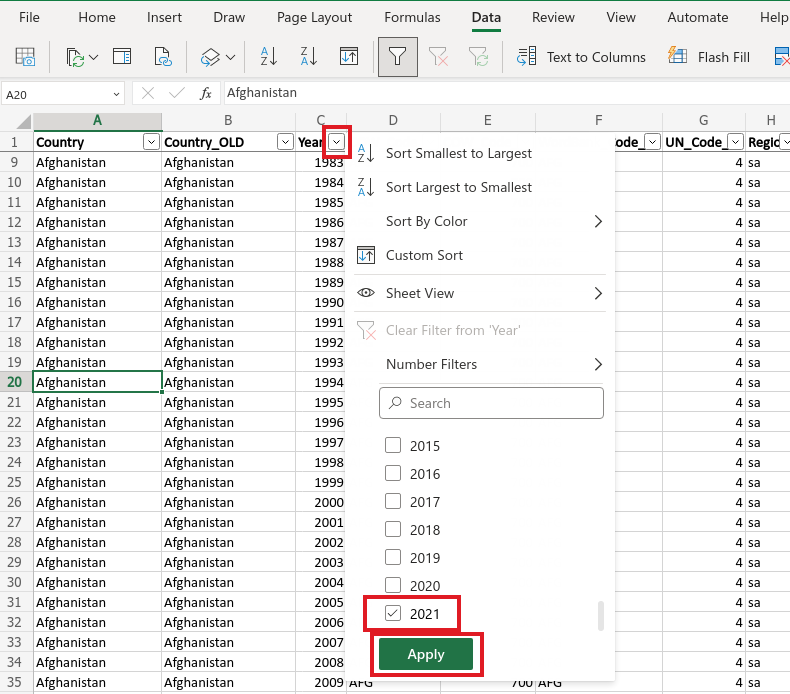 File Home Insert Draw Page Layout Formulas Data Review View Automate Help
Text to Columns Flash Fill
A20 fx Afghanistan
A B C D E F G H
1 Country Country_OLD Year Code_ UN_Code_ Regio
9 Afghanistan Afghanistan 1983 4 sa
Sort Smallest to Largest
10 Afghanistan Afghanistan 1984 4 sa
Sort Largest to Smallest
11 Afghanistan Afghanistan 1985 4 sa
12 Afghanistan Afghanistan 1986 4 sa
Sort By Color
13 Afghanistan Afghanistan 1987 4 sa
Custom Sort
14 Afghanistan Afghanistan 1988 4 sa
15 Afghanistan Afghanistan 1989 4 sa
Sheet View
16 Afghanistan Afghanistan 1990 4 sa
17 Afghanistan Afghanistan 1991 4 sa
Clear Filter from 'Year'
18 Afghanistan Afghanistan 1992 4 sa
19 Afghanistan Afghanistan 1993 4 sa
Number Filters
20 Afghanistan Afghanistan 1994 4 sa
21 Afghanistan Afghanistan 1995 4 sa
Search
22 Afghanistan Afghanistan 1996 4 sa
23 Afghanistan Afghanistan 1997 4 sa
2015
24 Afghanistan Afghanistan 1998 4 sa
2016
25 Afghanistan Afghanistan 1999 4 sa
26 Afghanistan Afghanistan 2000 4 sa
2017
27 Afghanistan Afghanistan 2001 4 sa
2018
28 Afghanistan Afghanistan 2002 4 sa
2019
29 Afghanistan Afghanistan 2003 4 sa
30 Afghanistan Afghanistan 2004 4 sa
2020
31 Afghanistan Afghanistan 2005 4 sa
2021
32 Afghanistan Afghanistan 2006 4 sa
33 Afghanistan Afghanistan 2007 4 sa
Apply
34 Afghanistan Afghanistan 2008 4 sa
35 Afghanistan Afghanistan 2009 AFG 700 AFG 4 sa